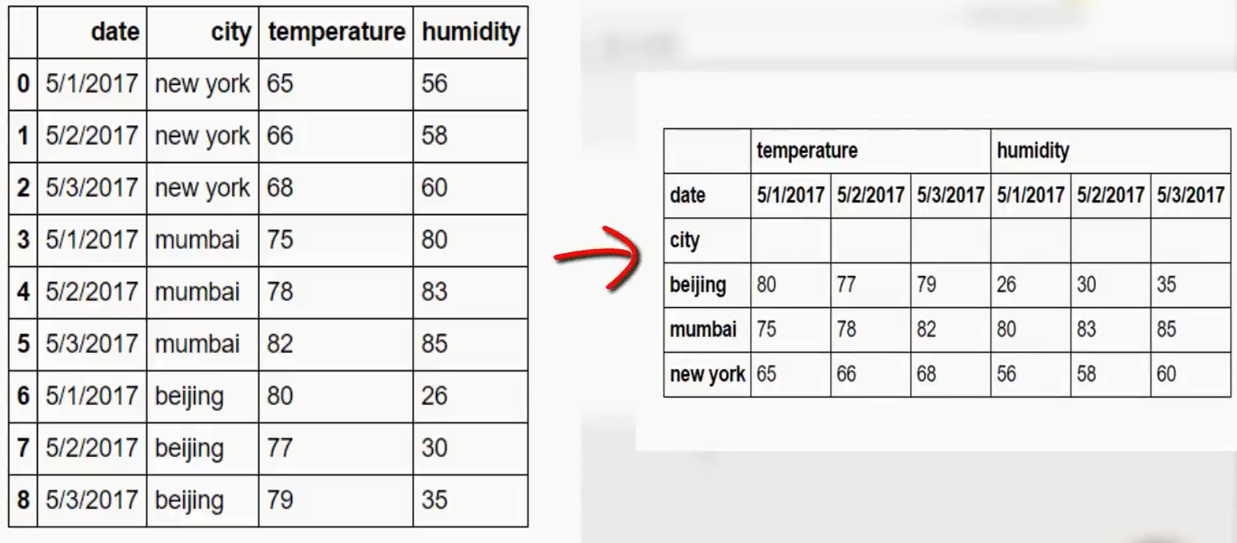 date city temperature humidity
0 5/1/2017 new york 65 56
1 5/2/2017 new york 66 58
2 5/3/2017 new york 68 60
3 5/1/2017 mumbai 75 80
4 5/2/2017 mumbai 78 83
5 5/3/2017 mumbai 82 85
6 5/1/2017 beijing 80 26
7 5/2/2017 beijing 77 30
8 5/3/2017 beijing 79 35
temperature humidity
date 5/1/2017 5/2/2017 5/3/2017 5/1/2017 5/2/2017 5/3/2017
city
beijing 80 77 79 26 30 35
mumbai 75 78 82 80 83 85
new york 65 66 68 56 58 60